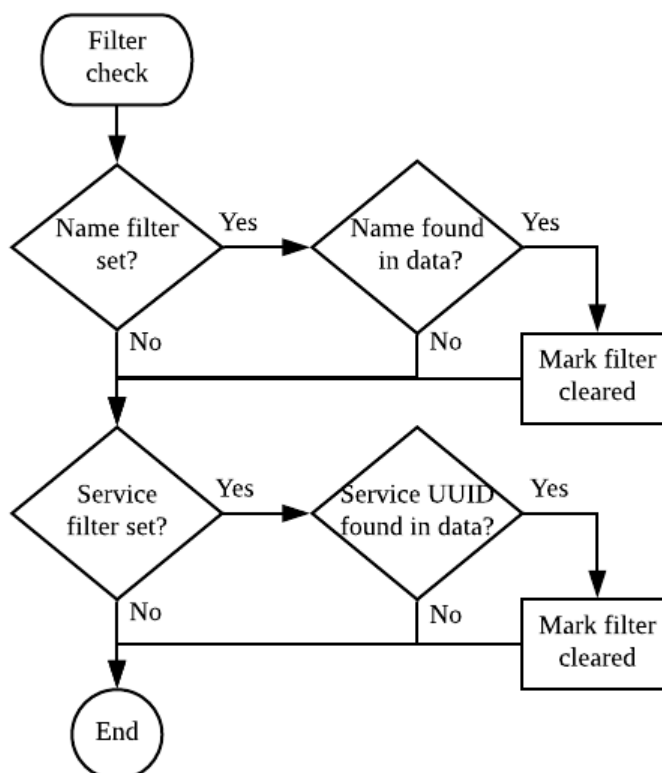 Filter
check
Name filter
set?
Yes
Name found
in data?
Yes
No
No
Mark filter
cleared
Service
filter set?
Yes
Service UUID
found in data?
Yes
No
No
Mark filter
cleared
End